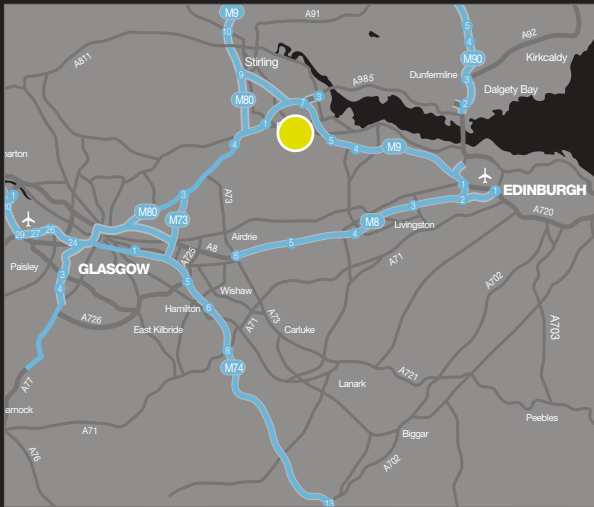 M9
A91
5
10
4
A92
A811
Stirling
M90
Kirkcaldy
9
Dunfermline
3
A985
Dalgety Bay
M80
3
7
2
1
5
4
4
M9
arton
1
1
EDINBURGH
3
A73
2
M80
M73
3
A720
29
27
26
M8
Livingston
24
Airdrie
4
A8
5
1
6
A725
A71
Paisley
GLASGOW
3
5
A702
4
Wishaw
Hamilton
6
A73
A726
East Kilbride
A71
Carluke
A703
8
M74
A77
A721
Lanark
arnock
Peebles
A71
Biggar
A76
A702
13